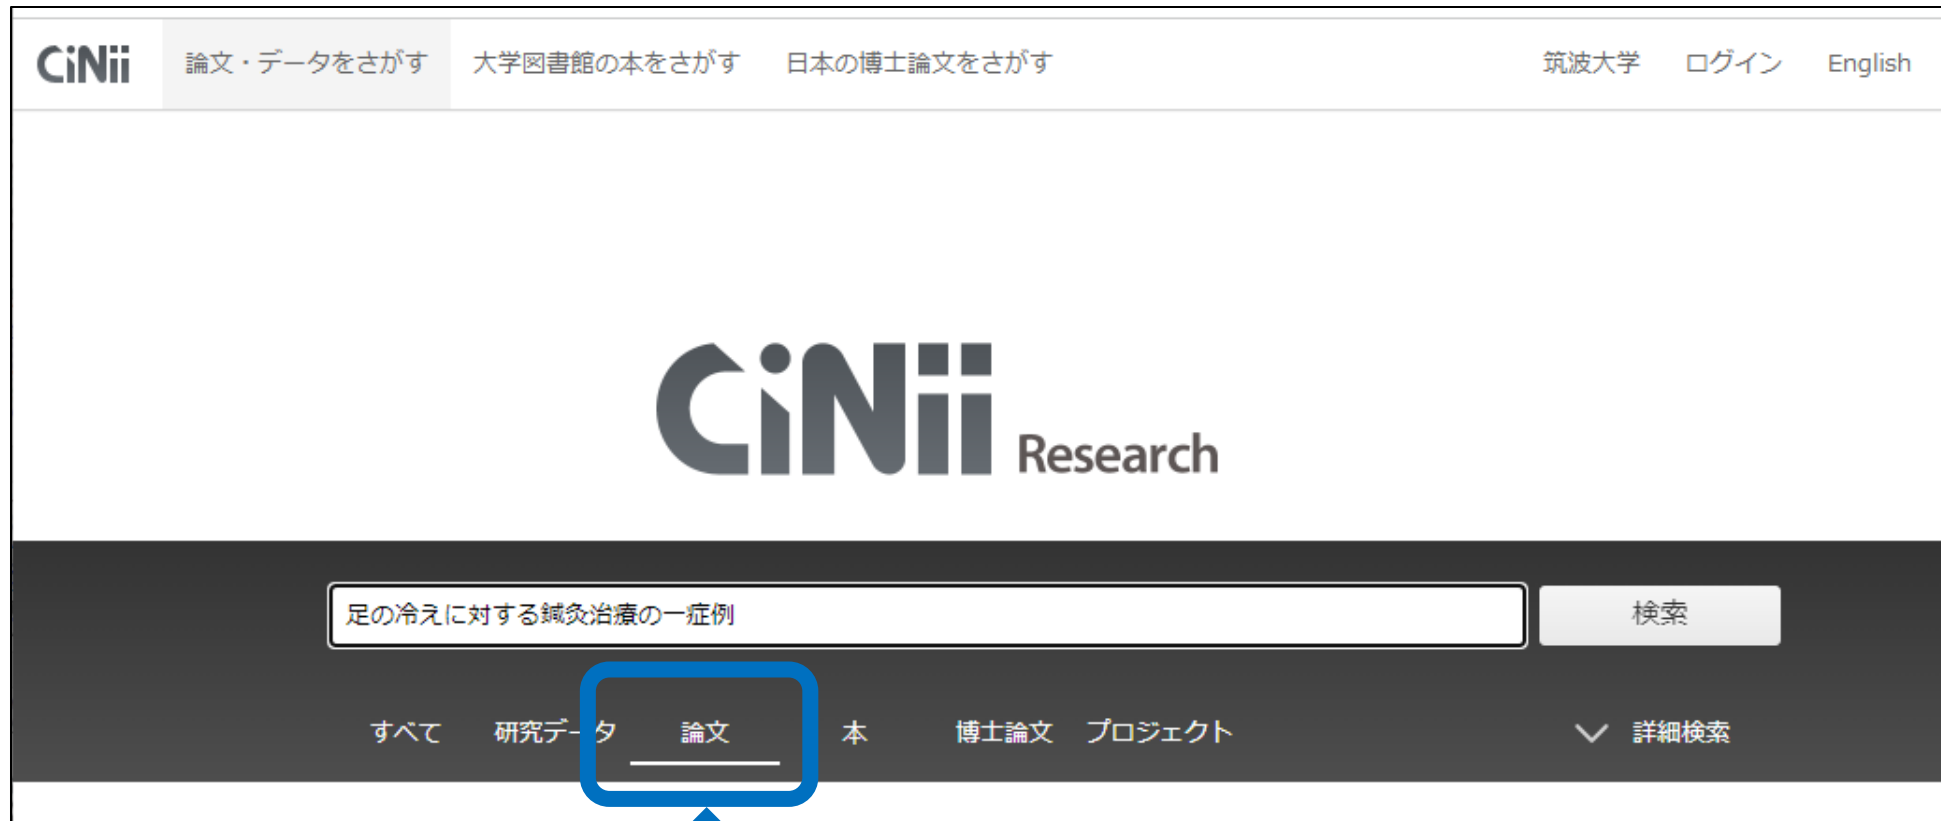 CiNii 論文・データをさがす 大学図書館の本をさがす 日本の博士論文をさがす 筑波大学 ログイン English
CiNii Research
足の冷えに対する鍼灸治療の一症例 検索
すべて 研究データ 論文 本 博士論文 プロジェクト 詳細検索